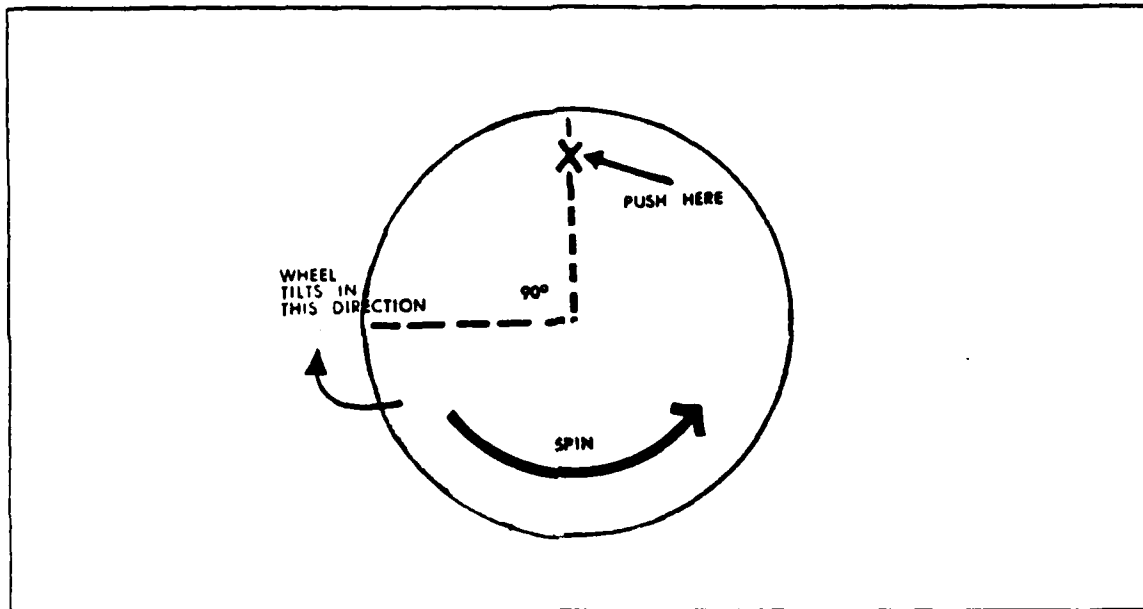 PUSH HERE
WHEEL
TILTS IN
THIS DIRECTION
90°
SPIN